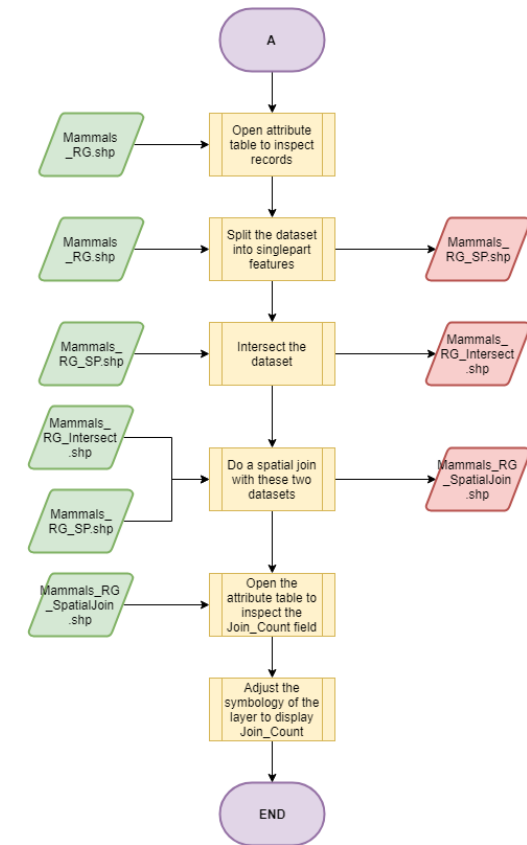 A
Mammals
_RG.shp
Open attribute
table to inspect
records
Mammals
_RG.shp
Split the dataset
into singlepart
features
Mammals_
RG_SP.shp
Mammals_
RG_SP.shp
Intersect the
dataset
Mammals_
RG_Intersect
.shp
Mammals_
RG_Intersect
.shp
Mammals_
RG_SP.shp
Do a spatial join
with these two
datasets
Mammals_RG
_SpatialJoin
.shp
Mammals_RG
_SpatialJoin
.shp
Open the
attribute table to
inspect the
Join_Count field
Adjust the
symbology of the
layer to display
Join_Count
END